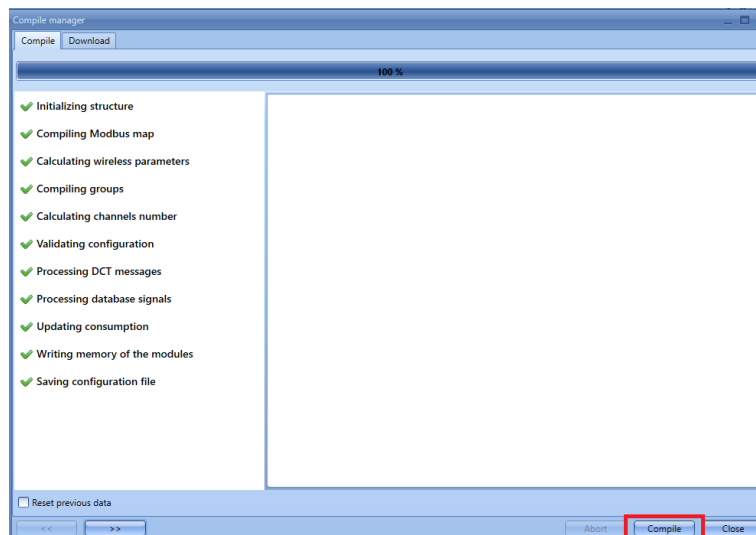 Compile manager
Compile Download
100 %
Initializing structure
Compiling Modbus map
Calculating wireless parameters
Compiling groups
Calculating channels number
Validating configuration
Processing DCT messages
Processing database signals
Updating consumption
Writing memory of the modules
Saving configuration file
Reset previous data
<< >> Abort Compile Close